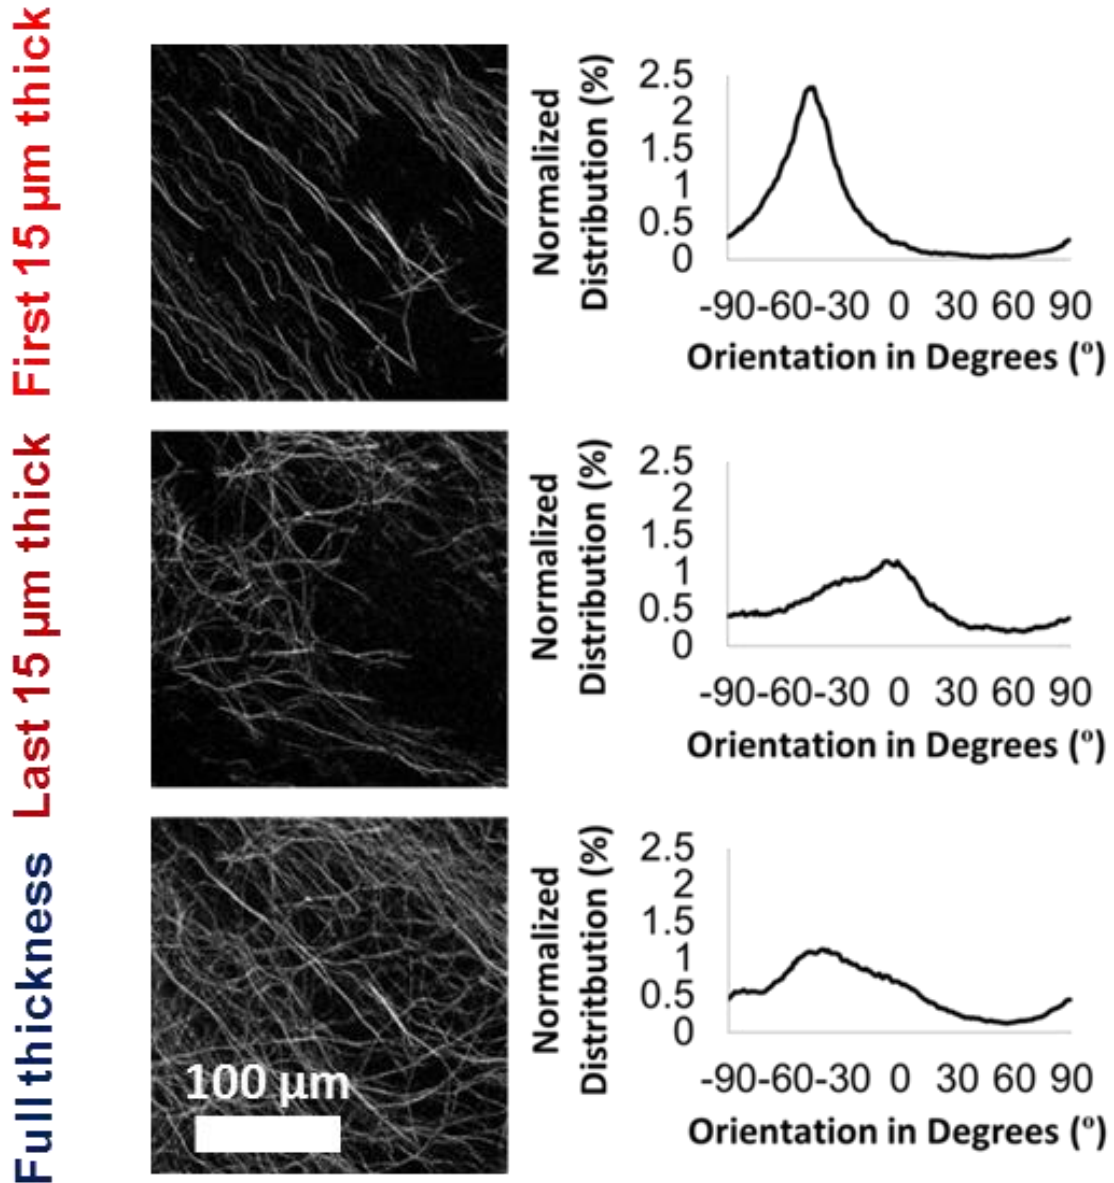 First 15 µm thick
Normalized
Distribution (%)
2.5
2
1.5
1
0.5
0
-90 -60 -30 0 30 60 90
Orientation in Degrees (º)
Last 15 µm thick
Normalized
Distribution (%)
2.5
2
1.5
1
0.5
0
-90 -60 -30 0 30 60 90
Orientation in Degrees (º)
Full thickness
100 µm
Normalized
Distritbution (%)
2.5
2
1.5
1
0.5
0
-90 -60 -30 0 30 60 90
Orientation in Degrees (º)